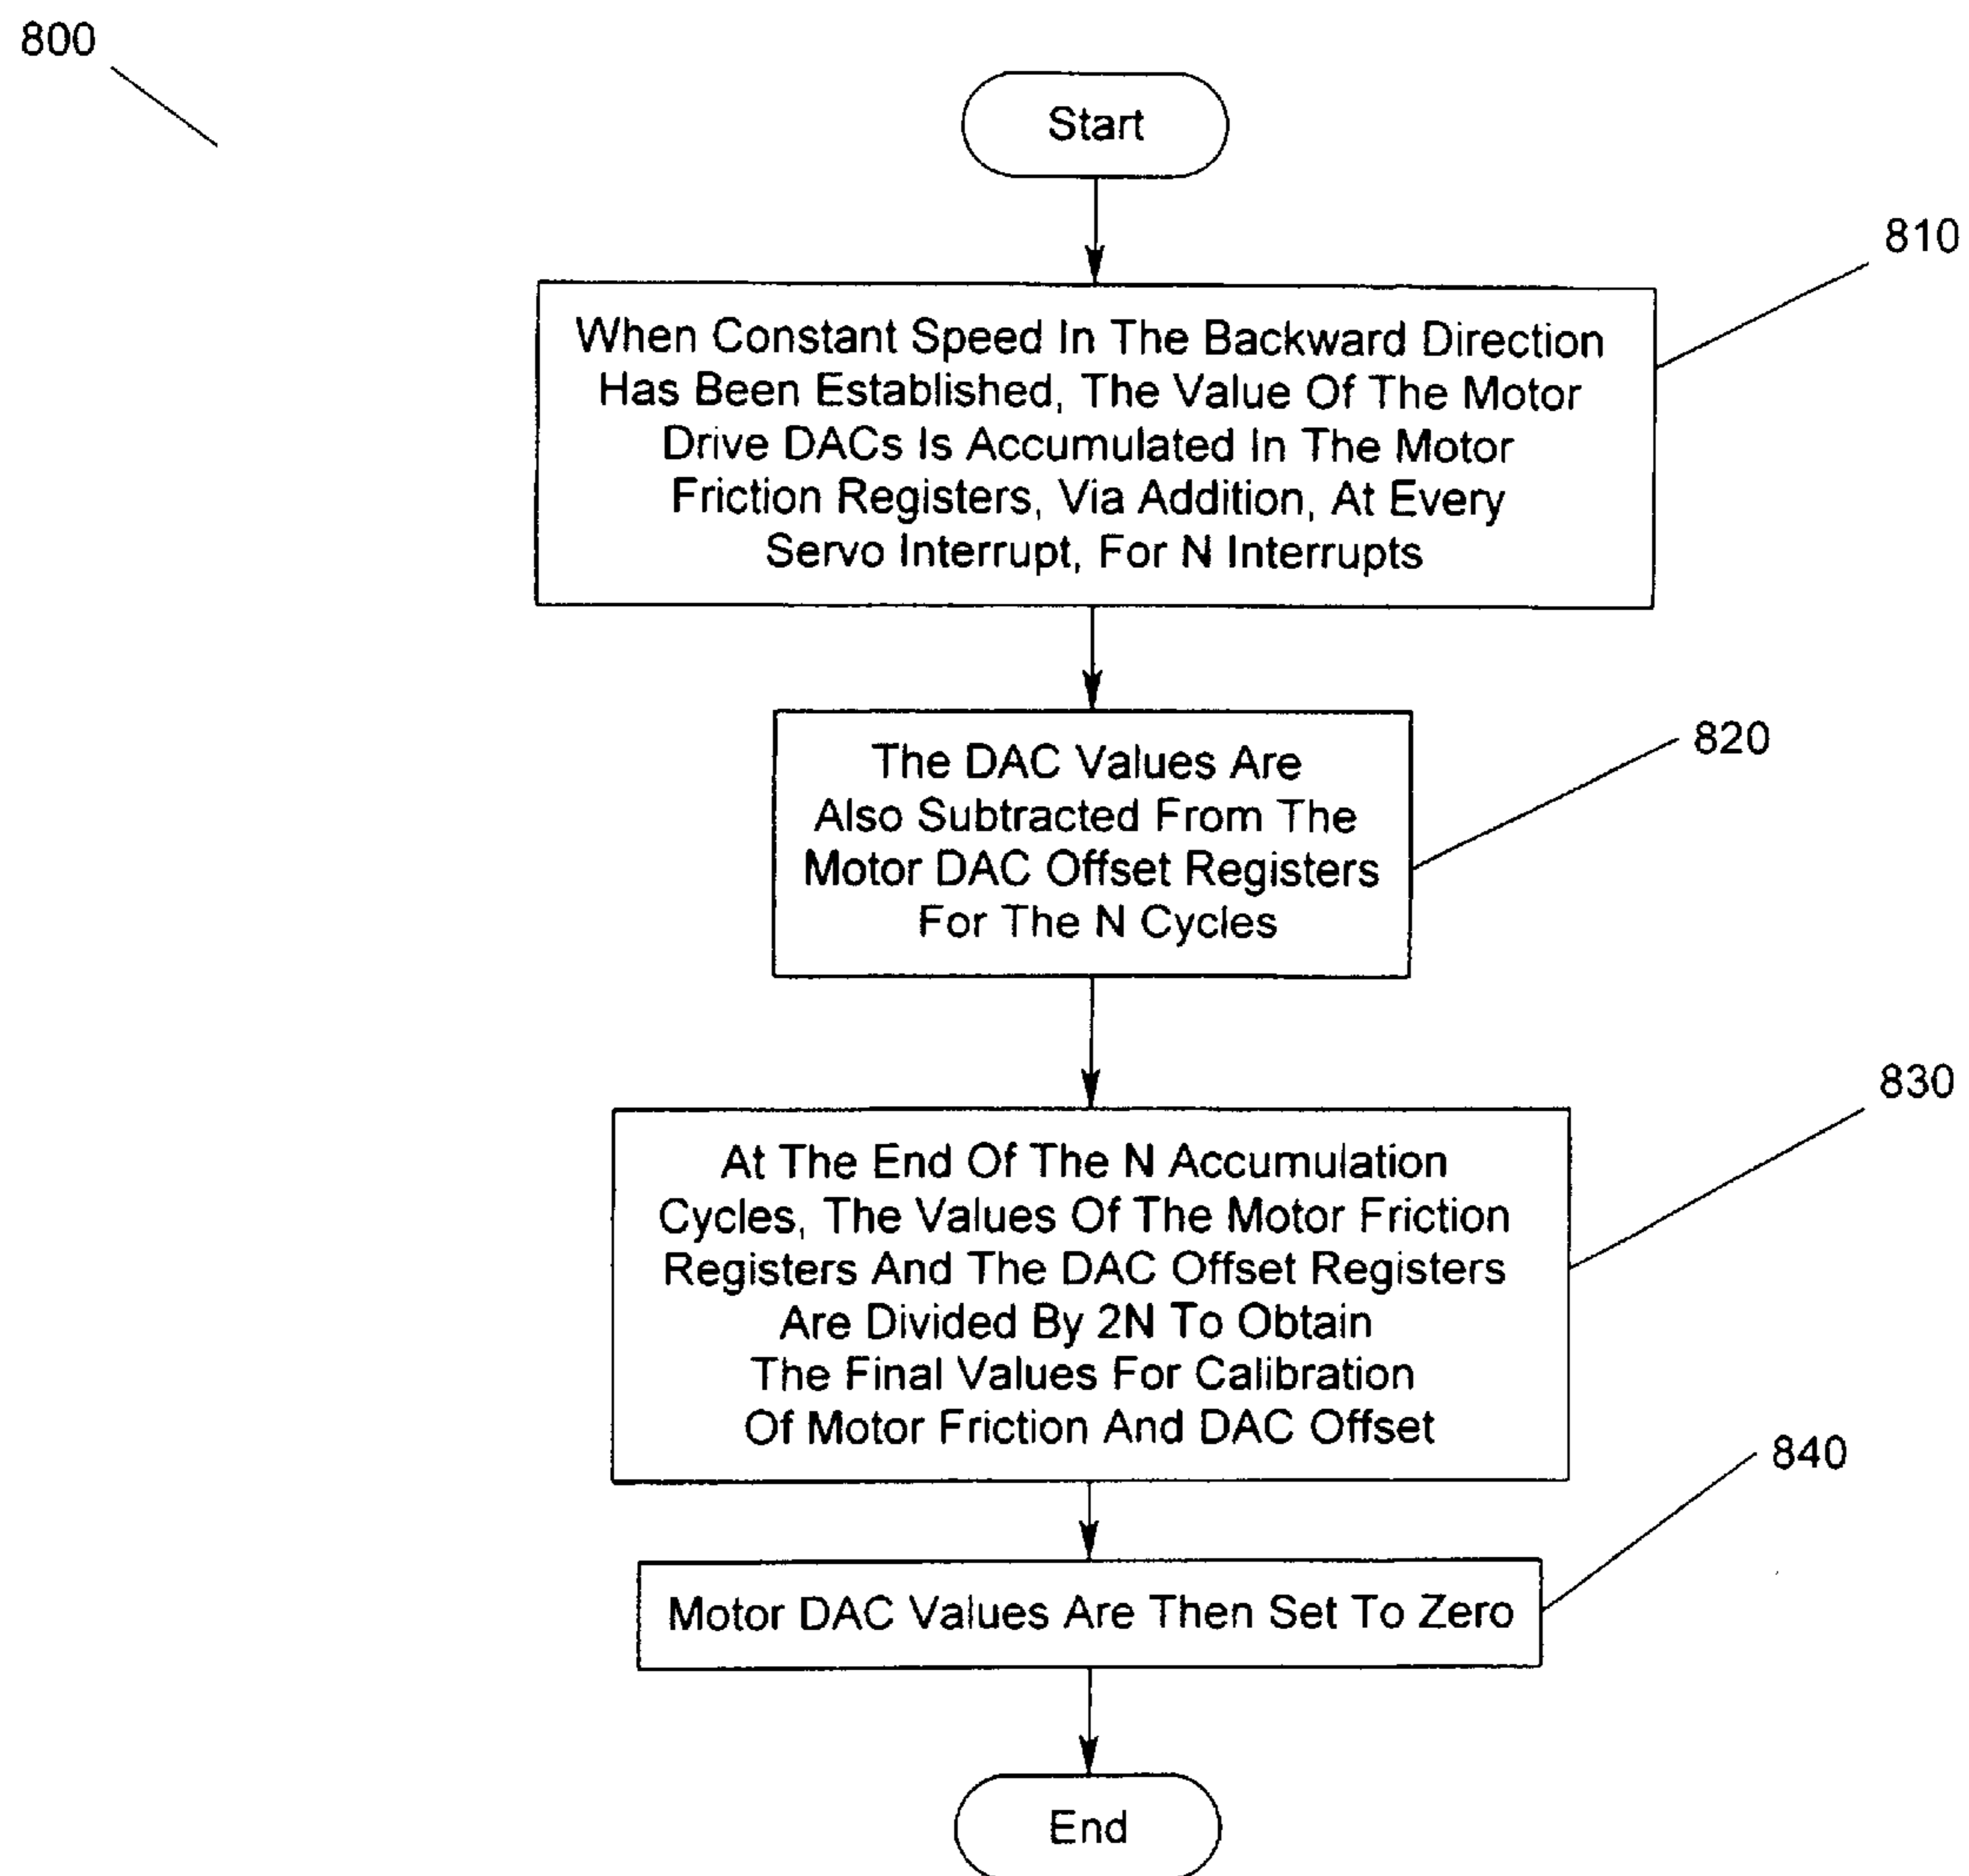 800
Start
810
When Constant Speed In The Backward Direction
Has Been Established, The Value Of The Motor
Drive DACs Is Accumulated In The Motor
Friction Registers, Via Addition, At Every
Servo Interrupt, For N Interrupts
820
The DAC Values Are
Also Subtracted From The
Motor DAC Offset Registers
For The N Cycles
830
At The End Of The N Accumulation
Cycles, The Values Of The Motor Friction
Registers And The DAC Offset Registers
Are Divided By 2N To Obtain
The Final Values For Calibration
Of Motor Friction And DAC Offset
840
Motor DAC Values Are Then Set To Zero
End